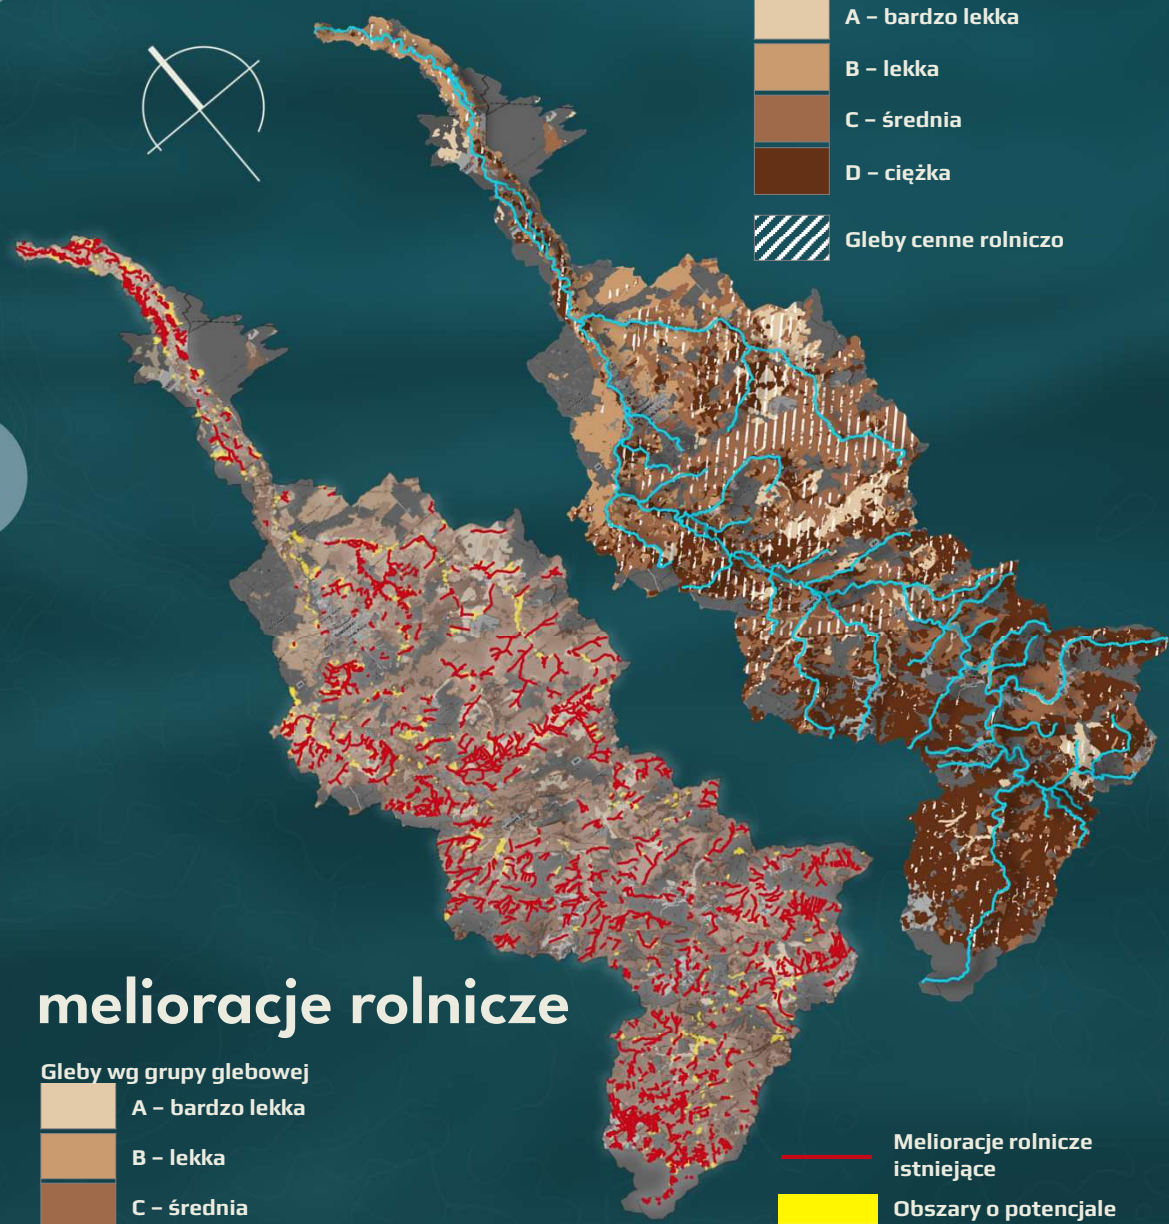 A – bardzo lekka
B – lekka
C – średnia
D – ciężka
Gleby cenne rolniczo
melioracje rolnicze
Gleby wg grupy glebowej
A – bardzo lekka
B – lekka
C – średnia
Melioracje rolnicze
istniejące
Obszary o potencjale